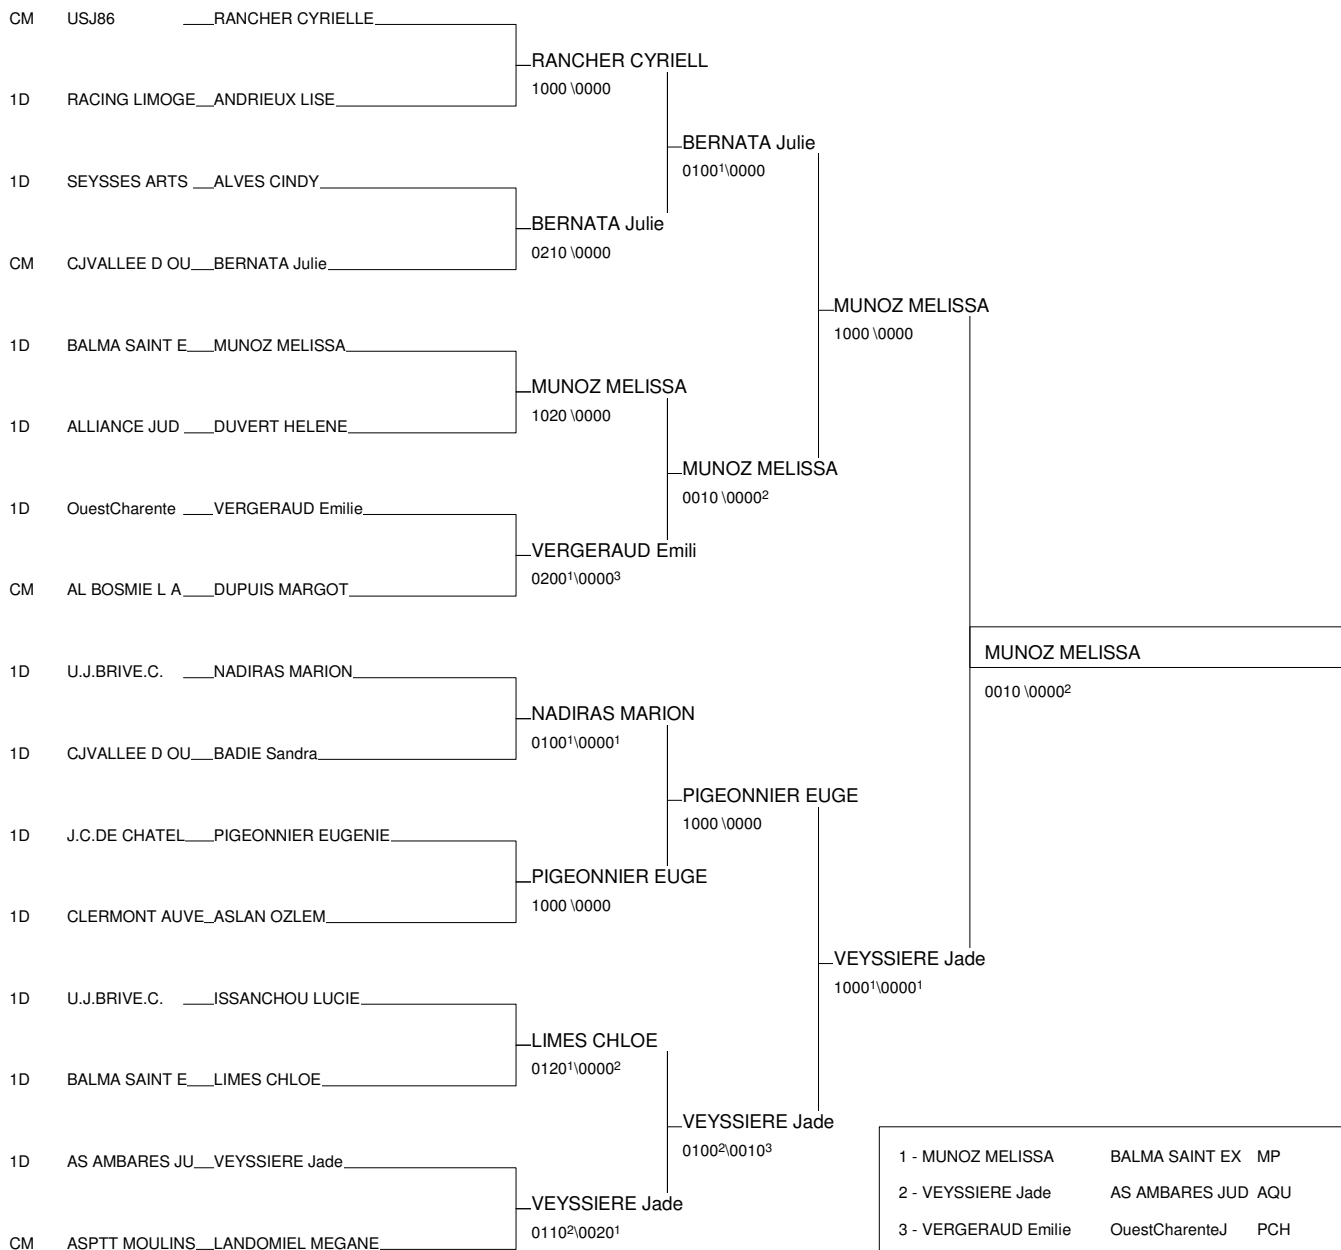 CM USJ86 RANCHER CYRIELLE
RANCHER CYRIELL
1000 \0000
1D RACING LIMOGE ANDRIEUX LISE
BERNATA Julie
0100¹\0000
1D SEYSSES ARTS ALVES CINDY
BERNATA Julie
0210 \0000
CM CJVALLEE D OU BERNATA Julie
MUNOZ MELISSA
1000 \0000
1D BALMA SAINT E MUNOZ MELISSA
MUNOZ MELISSA
1020 \0000
1D ALLIANCE JUD DUVERT HELENE
MUNOZ MELISSA
0010 \0000²
1D OuestCharente VERGERAUD Emilie
VERGERAUD Emili
0200¹\0000³
CM AL BOSMIE L A DUPUIS MARGOT
MUNOZ MELISSA
0010 \0000²
1D U.J.BRIVE.C. NADIRAS MARION
NADIRAS MARION
0100¹\0000¹
1D CJVALLEE D OU BADIE Sandra
PIGEONNIER EUGE
1000 \0000
1D J.C.DE CHATEL PIGEONNIER EUGENIE
PIGEONNIER EUGE
1000 \0000
1D CLERMONT AUVE ASLAN OZLEM
VEYSSIERE Jade
1000¹\0000¹
1D U.J.BRIVE.C. ISSANCHOU LUCIE
LIMES CHLOE
0120¹\0000²
1D BALMA SAINT E LIMES CHLOE
VEYSSIERE Jade
0100²\0010³
1D AS AMBARES JU VEYSSIERE Jade
VEYSSIERE Jade
0110²\0020¹
CM ASPTT MOULINS LANDOMIEL MEGANE
1 - MUNOZ MELISSA BALMA SAINT EX MP
2 - VEYSSIERE Jade AS AMBARES JUD AQU
3 - VERGERAUD Emilie OuestCharenteJ PCH